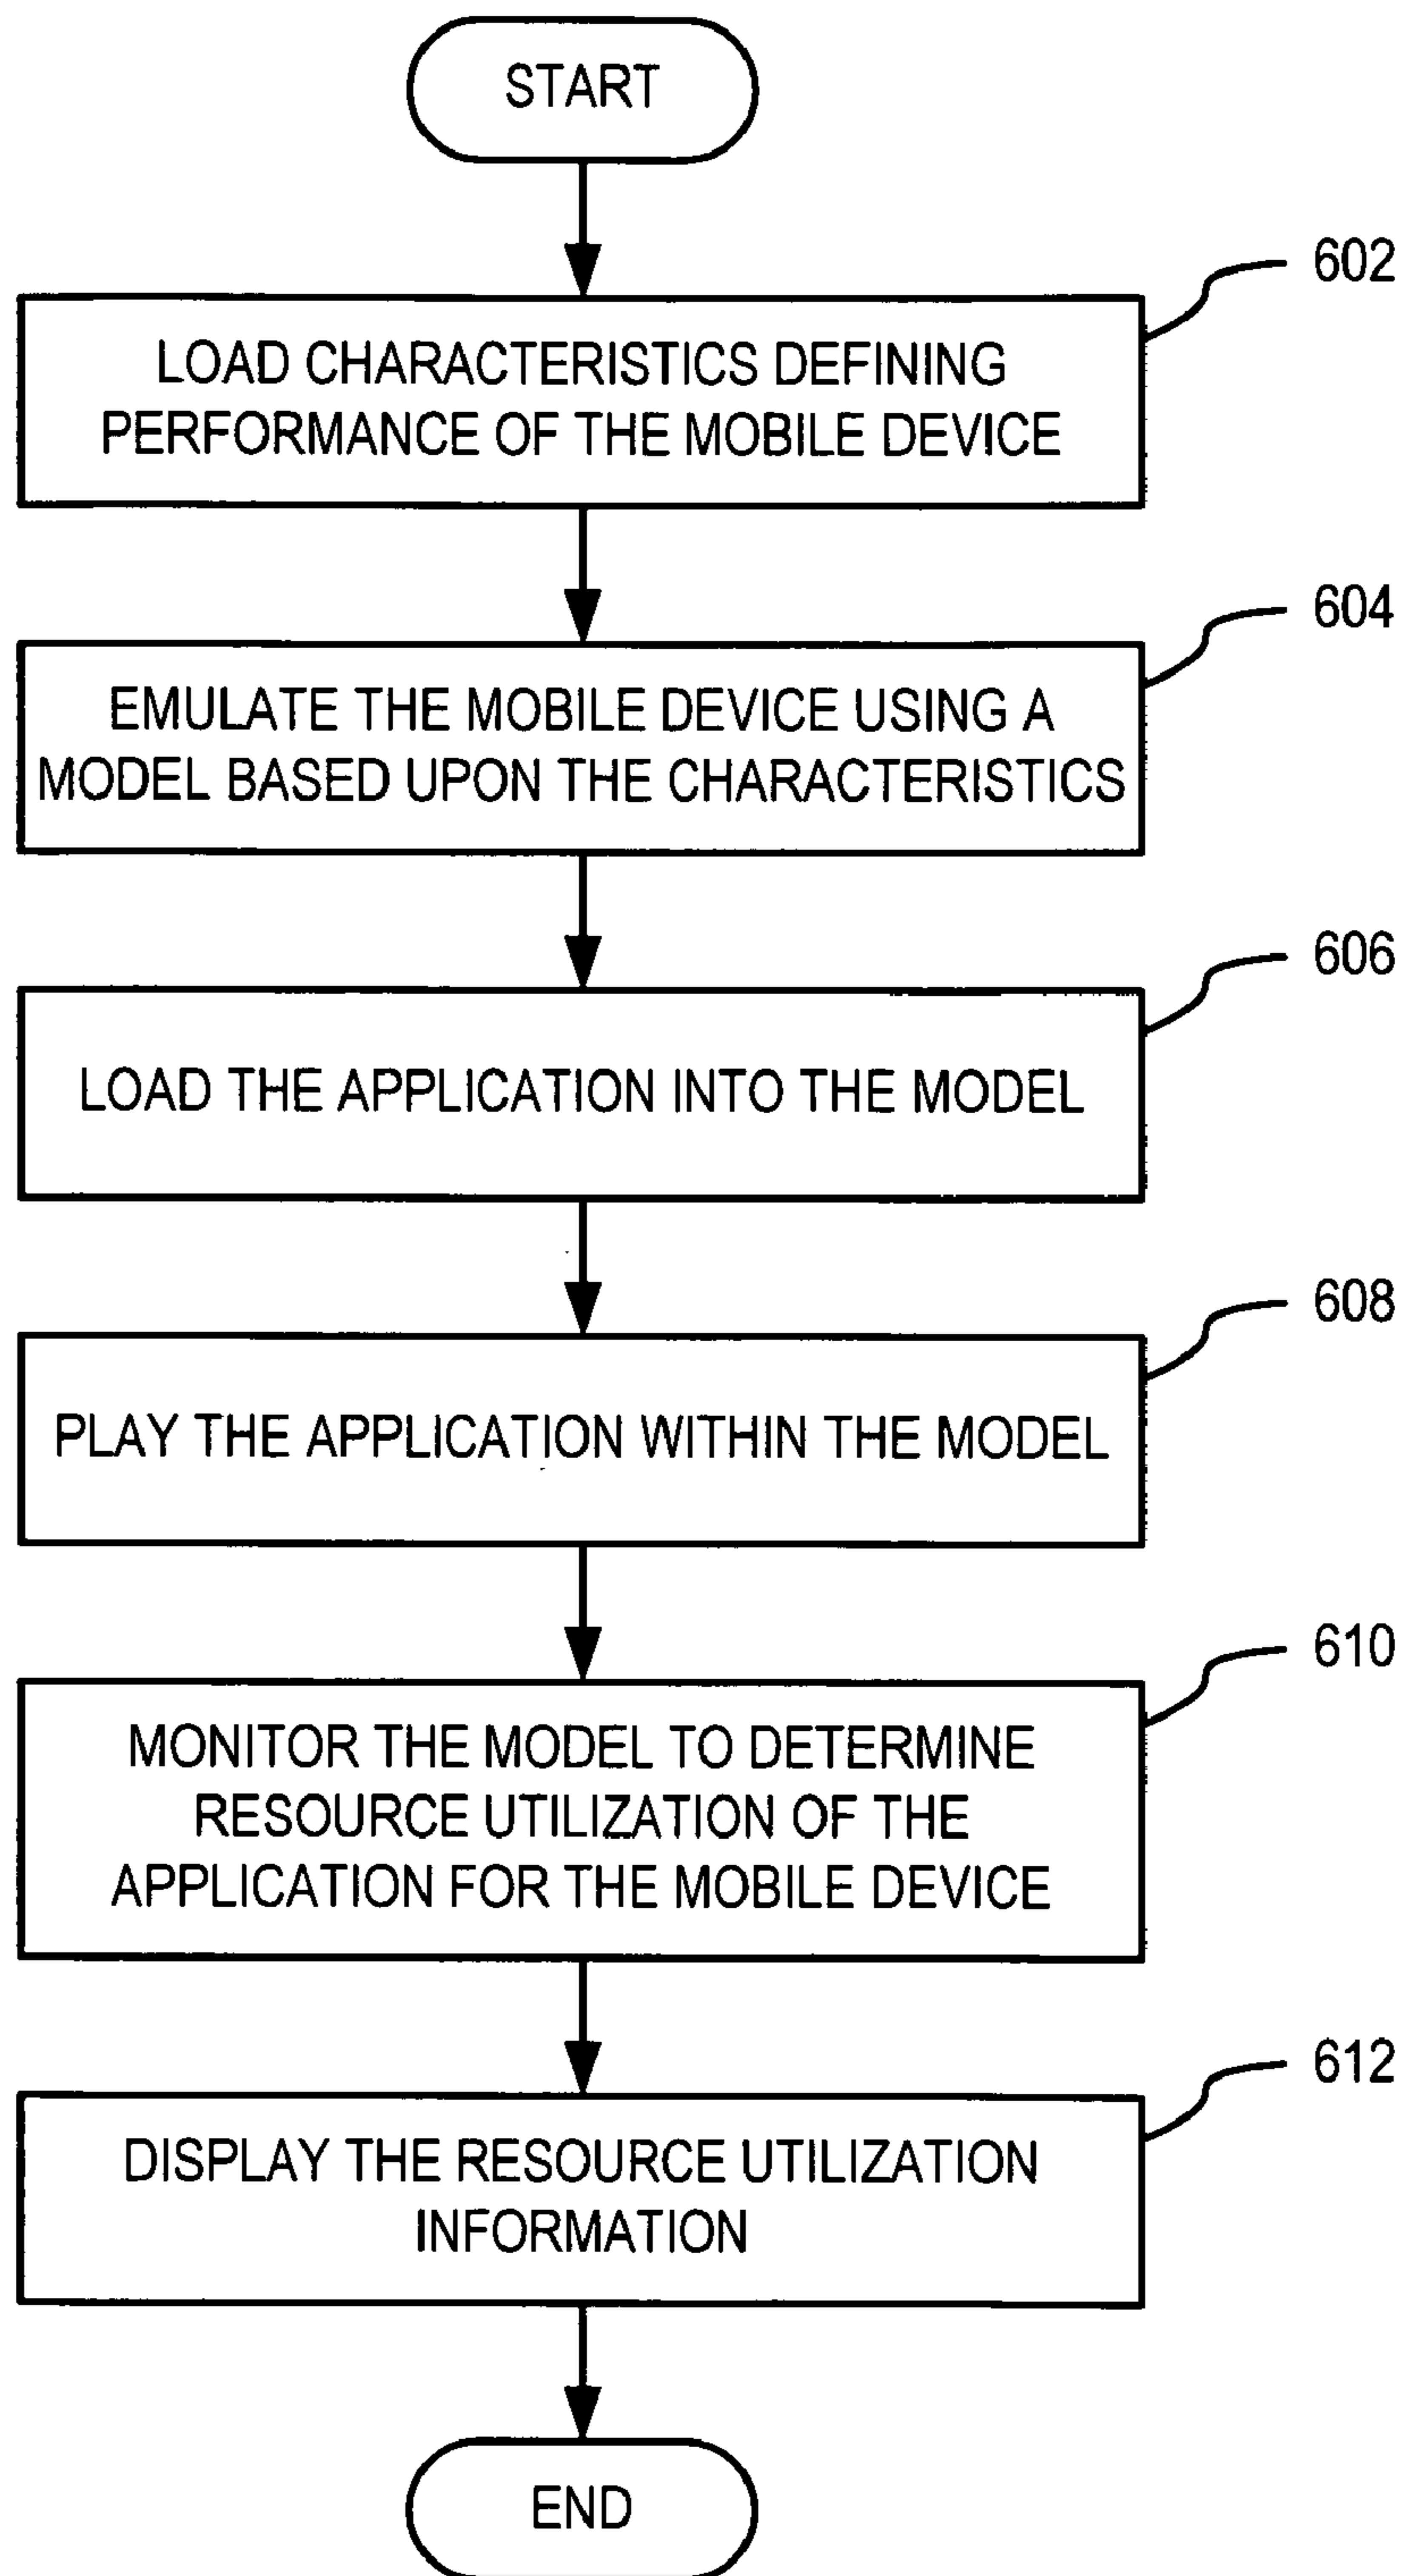 START
602
LOAD CHARACTERISTICS DEFINING
PERFORMANCE OF THE MOBILE DEVICE
604
EMULATE THE MOBILE DEVICE USING A
MODEL BASED UPON THE CHARACTERISTICS
606
LOAD THE APPLICATION INTO THE MODEL
608
PLAY THE APPLICATION WITHIN THE MODEL
610
MONITOR THE MODEL TO DETERMINE
RESOURCE UTILIZATION OF THE
APPLICATION FOR THE MOBILE DEVICE
612
DISPLAY THE RESOURCE UTILIZATION
INFORMATION
END